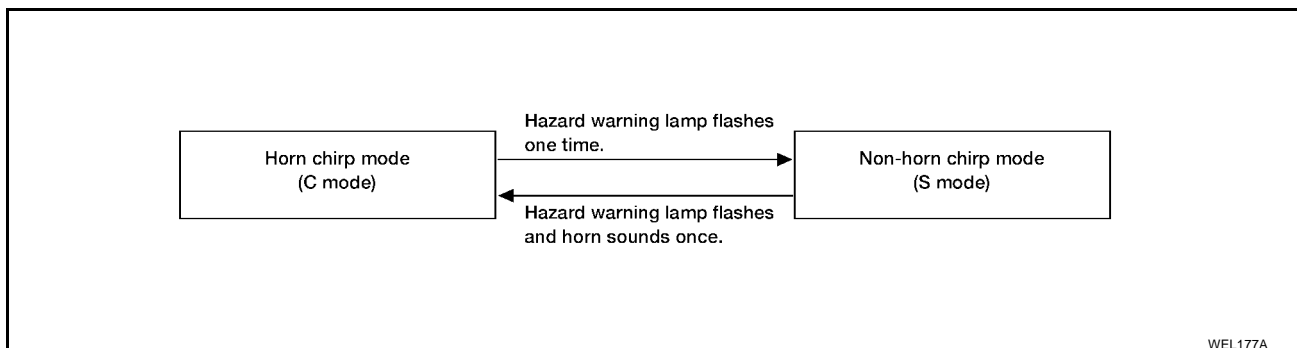 Hazard warning lamp flashes
one time.
Horn chirp mode
(C mode)
Non-horn chirp mode
(S mode)
Hazard warning lamp flashes
and horn sounds once.
WEL177A